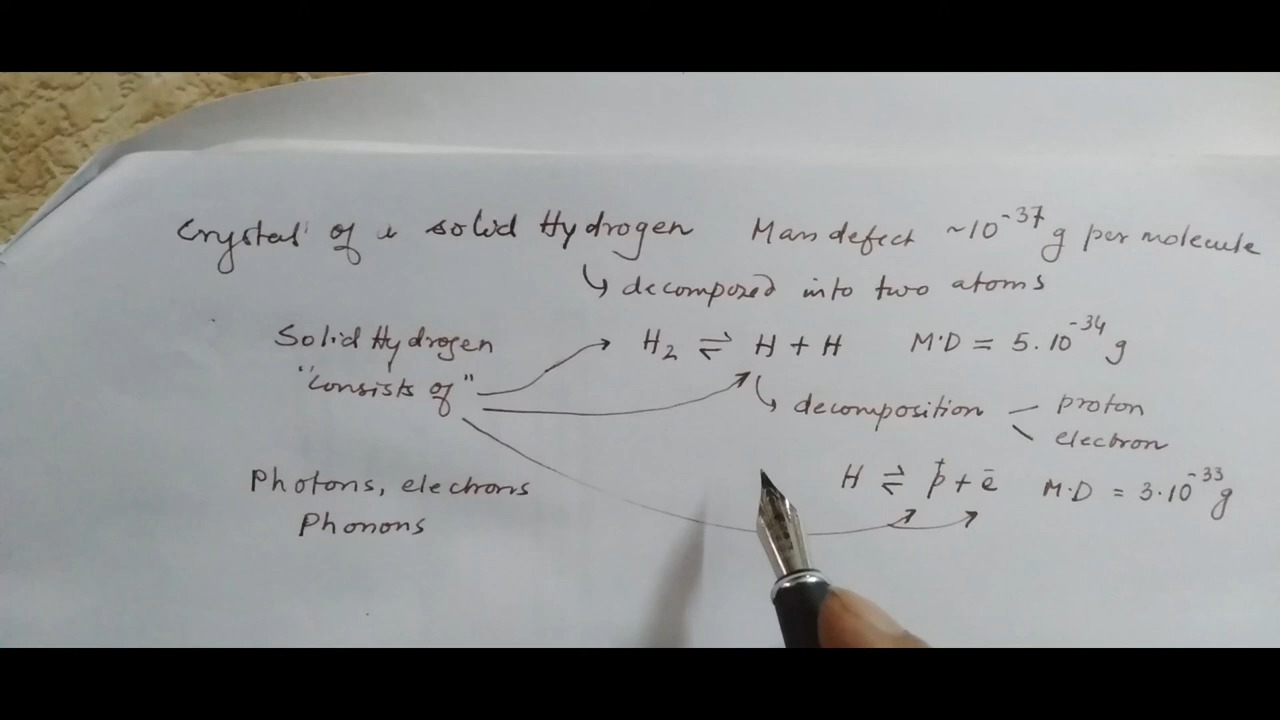 Crystal of a solid Hydrogen Mass defect ~10⁻³⁷ g per molecule
↳ decomposed into two atoms
Solid Hydrogen
"Consists of"
H₂ ⇌ H + H M·D = 5·10⁻³⁴ g
↳ decomposition — proton
electron
Photons, electrons
Phonons
H ⇌ p⁺ + e⁻ M·D = 3·10⁻³³ g